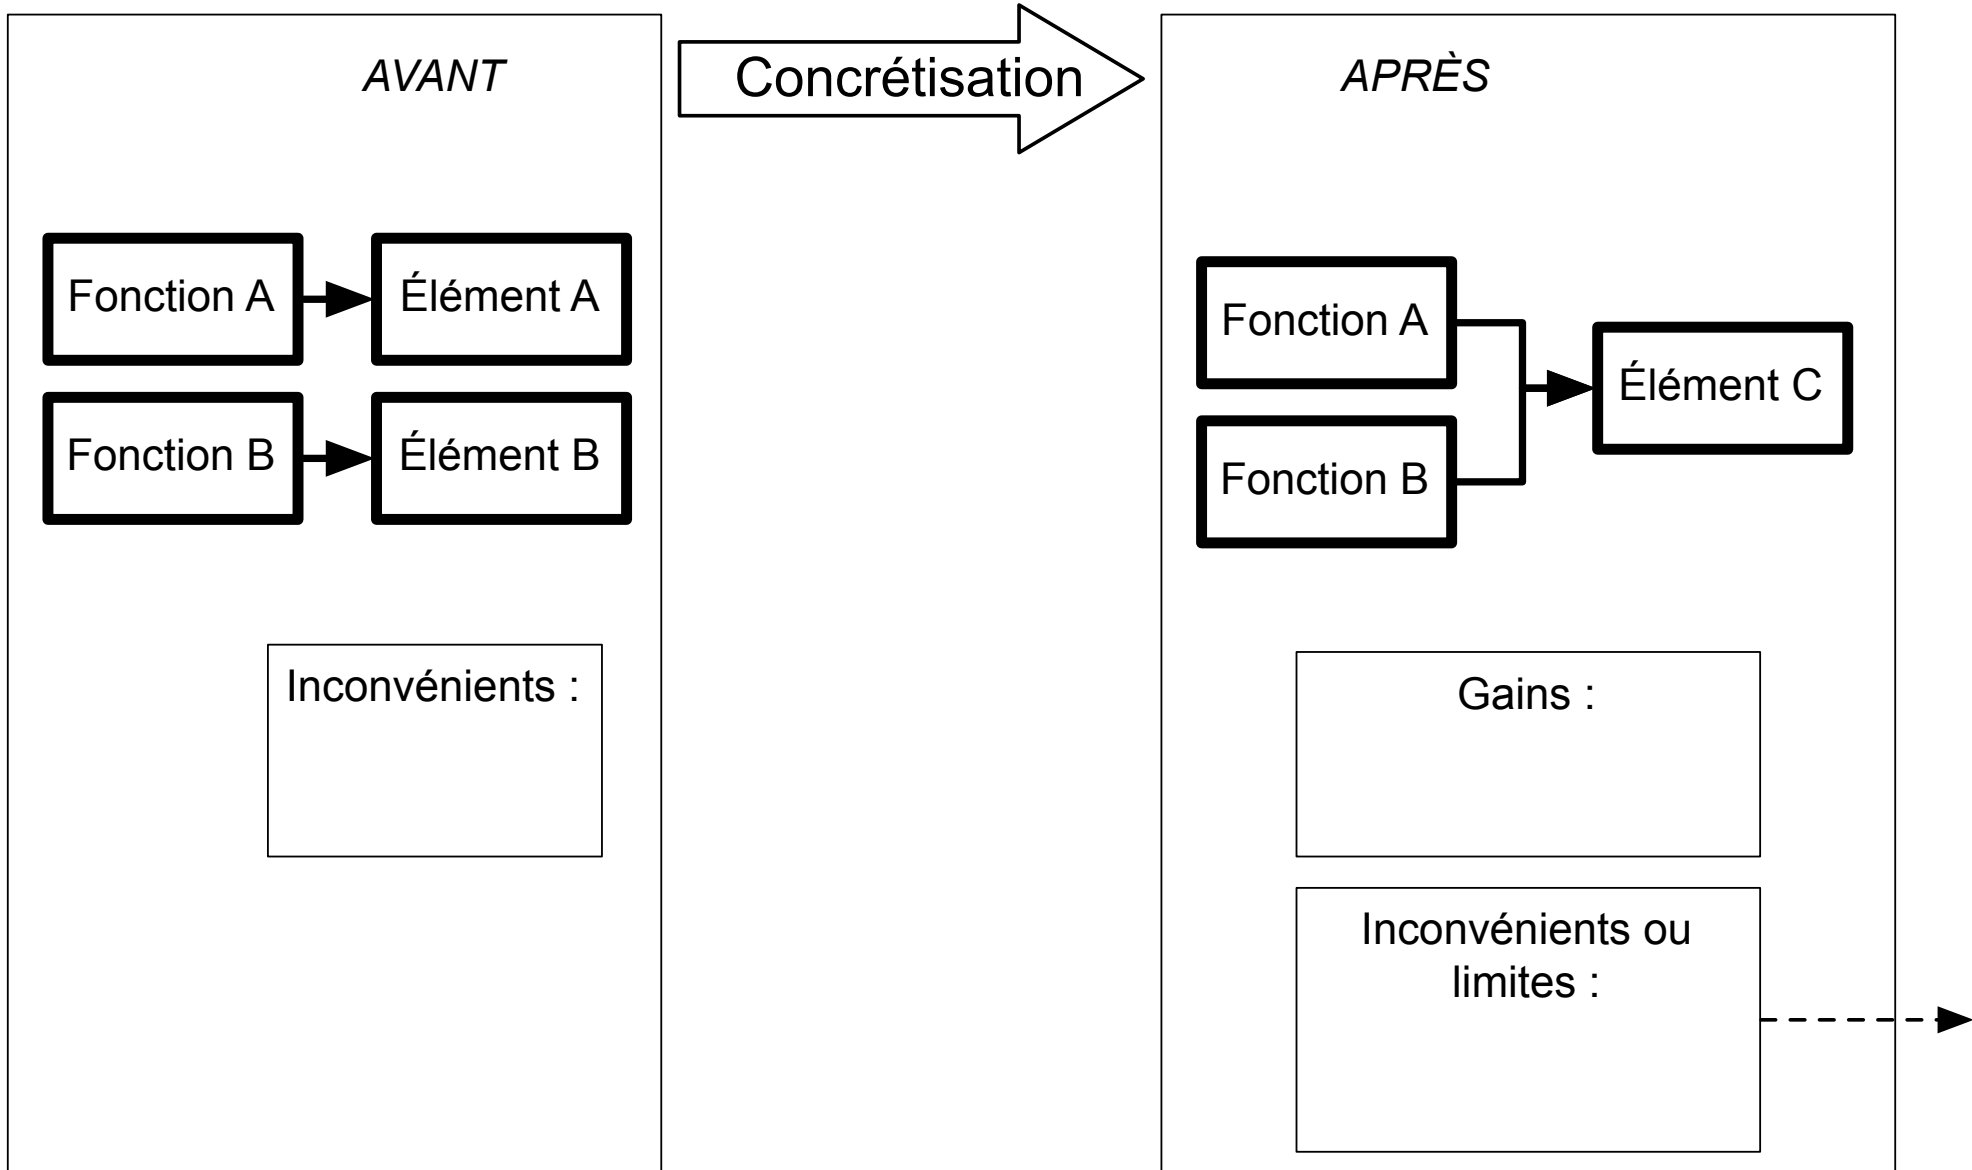 AVANT
Concrétisation
APRÈS
Fonction A
Élément A
Fonction B
Élément B
Fonction A
Fonction B
Élément C
Inconvénients :
Gains :
Inconvénients ou
limites :